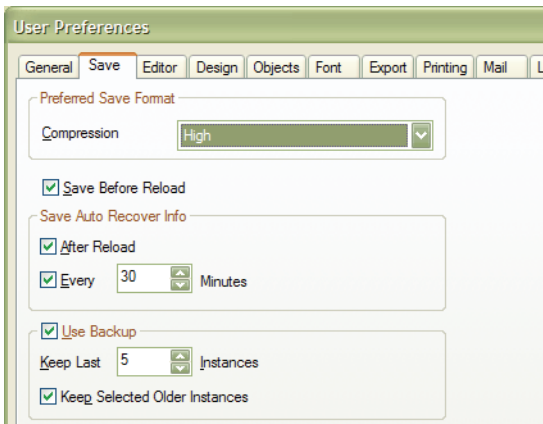 User Preferences
General Save Editor Design Objects Font Export Printing Mail
Preferred Save Format
Compression High
Save Before Reload
Save Auto Recover Info
After Reload
Every 30 Minutes
Use Backup
Keep Last 5 Instances
Keep Selected Older Instances